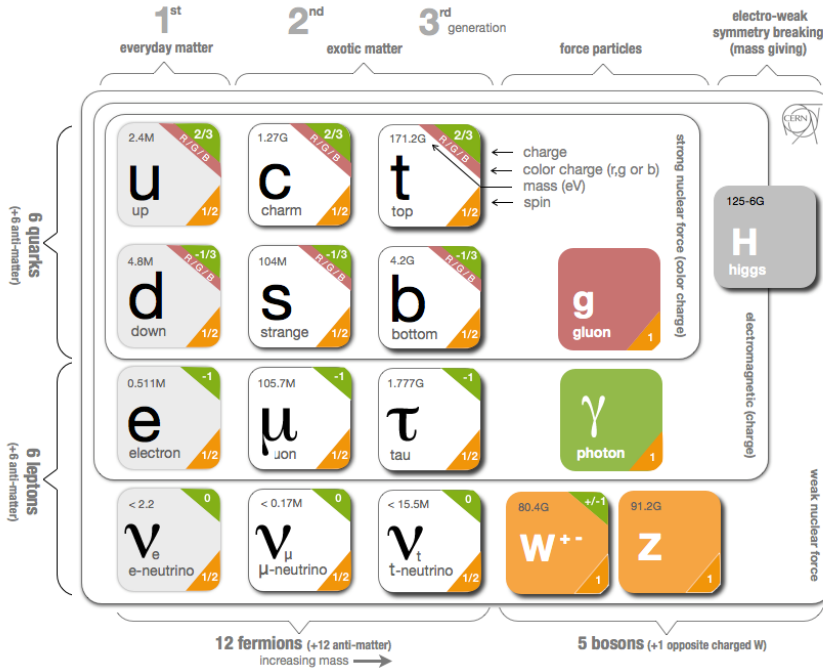 1st
2nd
3rd generation
everyday matter
exotic matter
force particles
electro-weak
symmetry breaking
(mass giving)
CERN
6 quarks
(+6 anti-matter)
6 leptons
(+6 anti-matter)
2.4M
2/3
R/G/B
u
up
1/2
1.27G
2/3
R/G/B
c
charm
1/2
171.2G
2/3
R/G/B
t
top
1/2
charge
color charge (r,g or b)
mass (eV)
spin
strong nuclear force (color charge)
125-6G
H
higgs
4.8M
-1/3
R/G/B
d
down
1/2
104M
-1/3
R/G/B
s
strange
1/2
4.2G
-1/3
R/G/B
b
bottom
1/2
g
gluon
1
electromagnetic (charge)
0.511M
-1
e
electron
1/2
105.7M
-1
μ
uon
1/2
1.777G
-1
τ
tau
1/2
γ
photon
1
weak nuclear force
< 2.2
0
νe
e-neutrino
1/2
< 0.17M
0
νμ
μ-neutrino
1/2
< 15.5M
0
νt
t-neutrino
1/2
80.4G
+/-1
W+-
1
91.2G
Z
1
12 fermions (+12 anti-matter)
increasing mass
5 bosons (+1 opposite charged W)